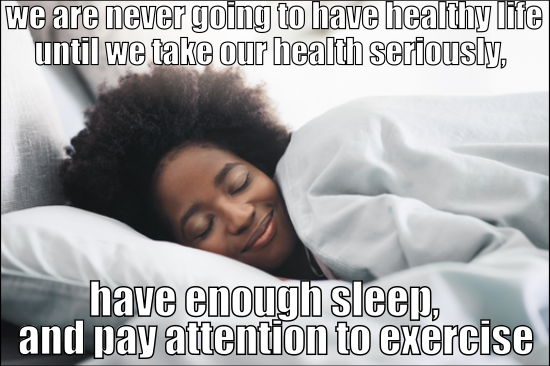 we are never going to have healthy life
until we take our health seriously,
have enough sleep,
and pay attention to exercise